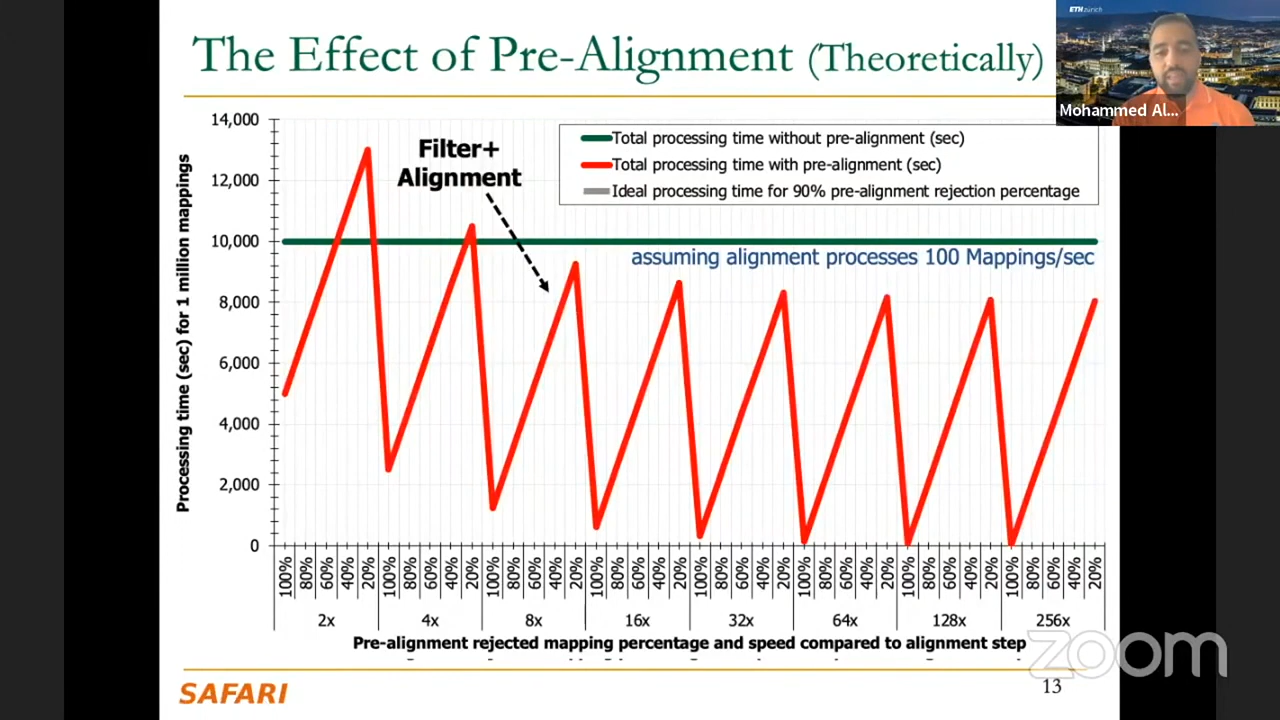 The Effect of Pre-Alignment (Theoretically)
ETH zürich
Mohammed Al...
Processing time (sec) for 1 million mappings
14,000
12,000
10,000
8,000
6,000
4,000
2,000
0
Filter+
Alignment
Total processing time without pre-alignment (sec)
Total processing time with pre-alignment (sec)
Ideal processing time for 90% pre-alignment rejection percentage
assuming alignment processes 100 Mappings/sec
100% 80% 60% 40% 20% 100% 80% 60% 40% 20% 100% 80% 60% 40% 20% 100% 80% 60% 40% 20% 100% 80% 60% 40% 20% 100% 80% 60% 40% 20% 100% 80% 60% 40% 20% 100% 80% 60% 40% 20%
2x 4x 8x 16x 32x 64x 128x 256x
Pre-alignment rejected mapping percentage and speed compared to alignment step
zoom
SAFARI
13